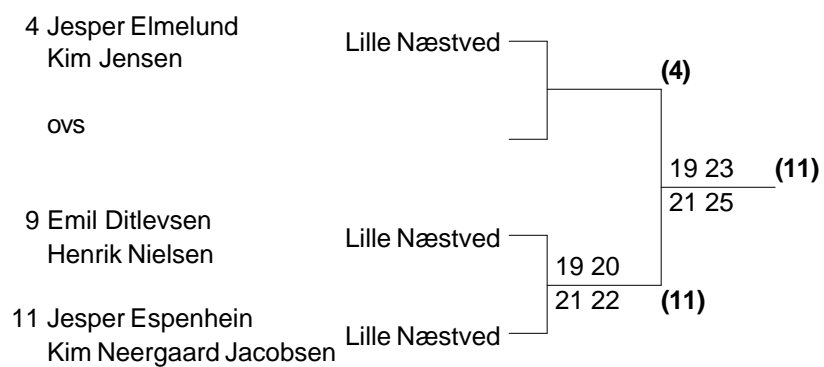 4 Jesper Elmelund
Kim Jensen
Lille Næstved
(4)
ovs
19 23 (11)
21 25
9 Emil Ditlevsen
Henrik Nielsen
Lille Næstved
19 20
21 22 (11)
11 Jesper Espenhein
Kim Neergaard Jacobsen
Lille Næstved